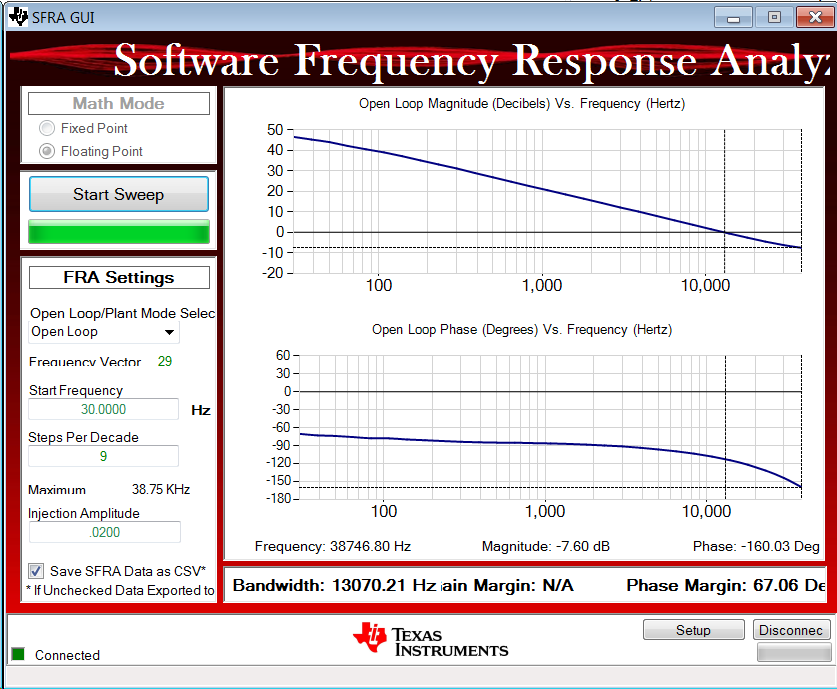 SFRA GUI
Software Frequency Response Analyz
Math Mode
Fixed Point
Floating Point
Start Sweep
FRA Settings
Open Loop/Plant Mode Selec
Open Loop
Frequency Vector 29
Start Frequency
30.0000 Hz
Steps Per Decade
9
Maximum 38.75 KHz
Injection Amplitude
.0200
Save SFRA Data as CSV*
* If Unchecked Data Exported to
Open Loop Magnitude (Decibels) Vs. Frequency (Hertz)
50
40
30
20
10
0
-10
-20
100 1,000 10,000
Open Loop Phase (Degrees) Vs. Frequency (Hertz)
60
30
0
-30
-60
-90
-120
-150
-180
100 1,000 10,000
Frequency: 38746.80 Hz Magnitude: -7.60 dB Phase: -160.03 Deg
Bandwidth: 13070.21 Hz ain Margin: N/A Phase Margin: 67.06 De
Connected
TEXAS
INSTRUMENTS
Setup Disconnec